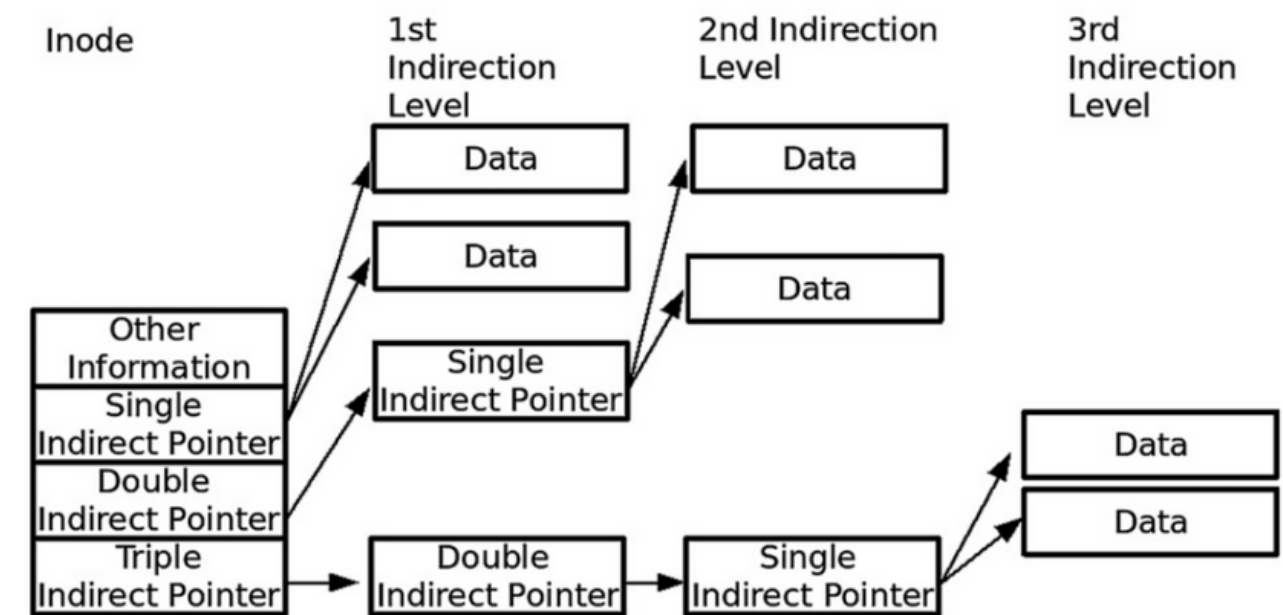 Inode
1st
Indirection
Level
2nd Indirection
Level
3rd
Indirection
Level
Data
Data
Data
Data
Other
Information
Single
Indirect Pointer
Single
Indirect Pointer
Data
Double
Indirect Pointer
Data
Triple
Indirect Pointer
Double
Indirect Pointer
Single
Indirect Pointer